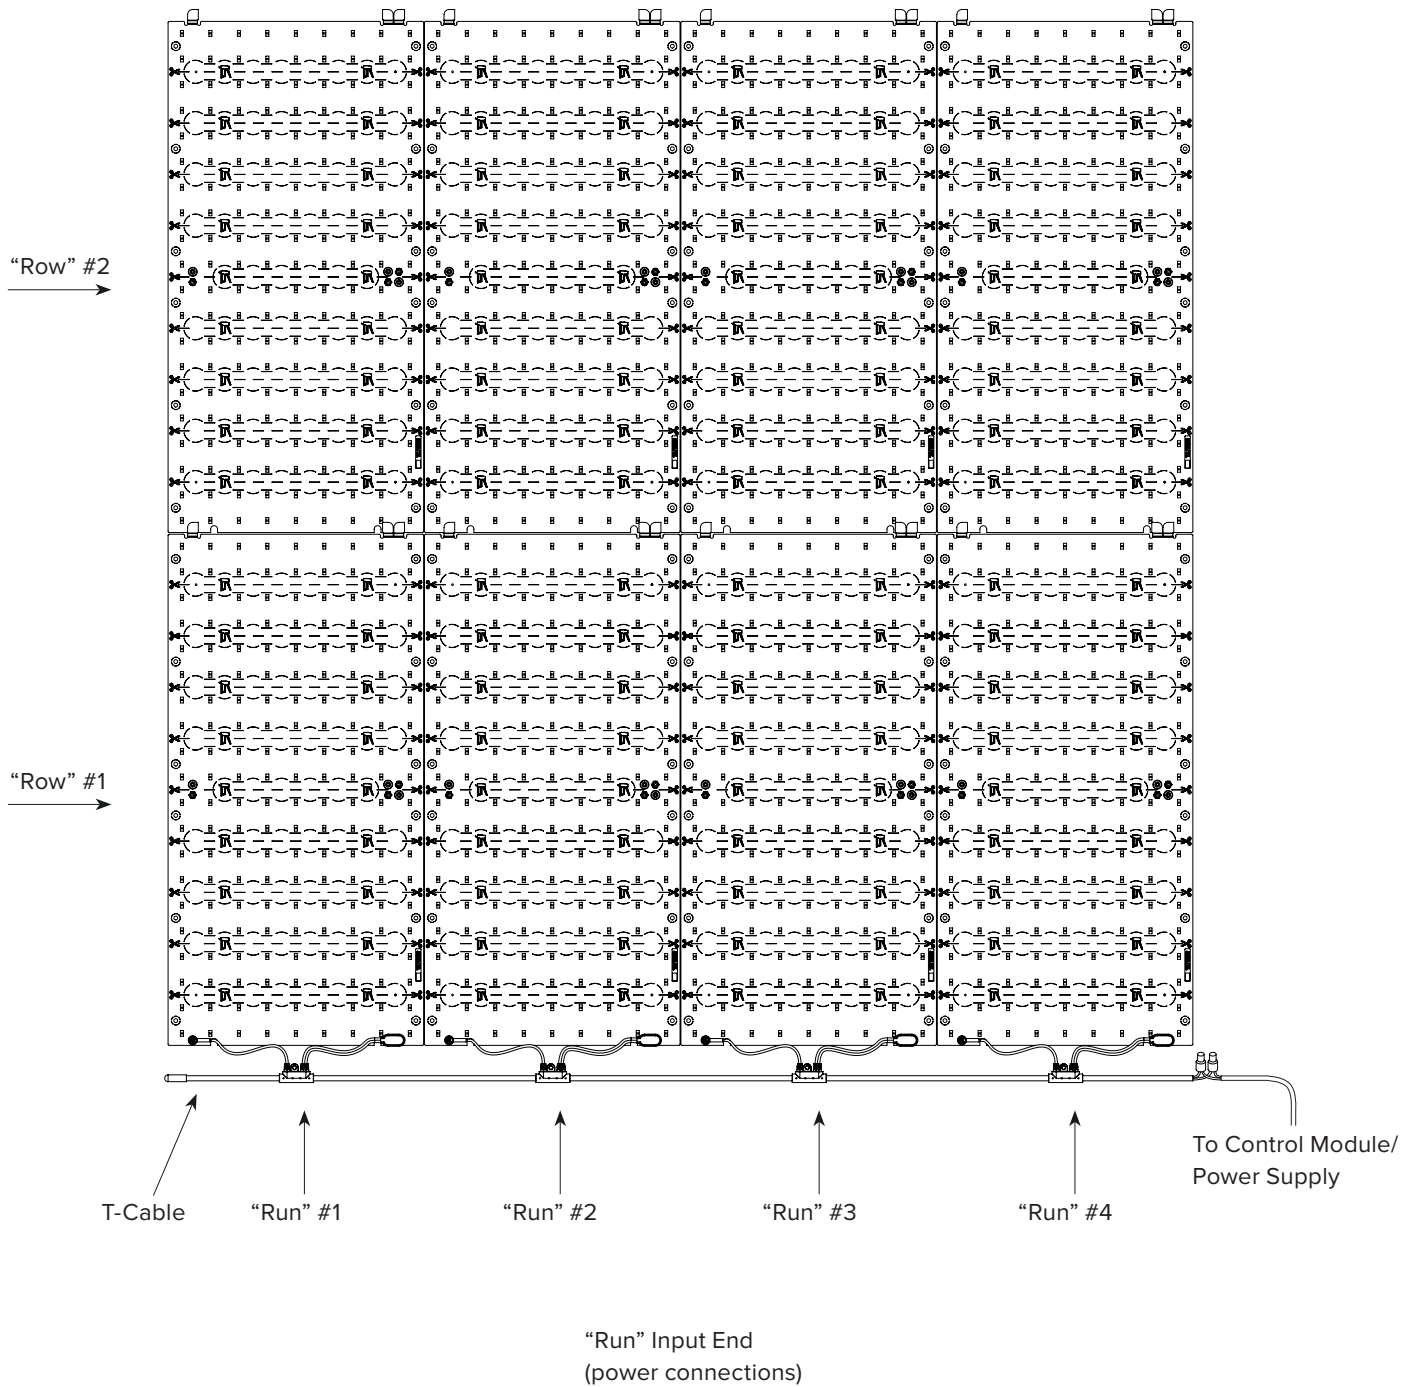 “Row” #2
“Row” #1
To Control Module/
Power Supply
T-Cable
“Run” #1
“Run” #2
“Run” #3
“Run” #4
“Run” Input End
(power connections)